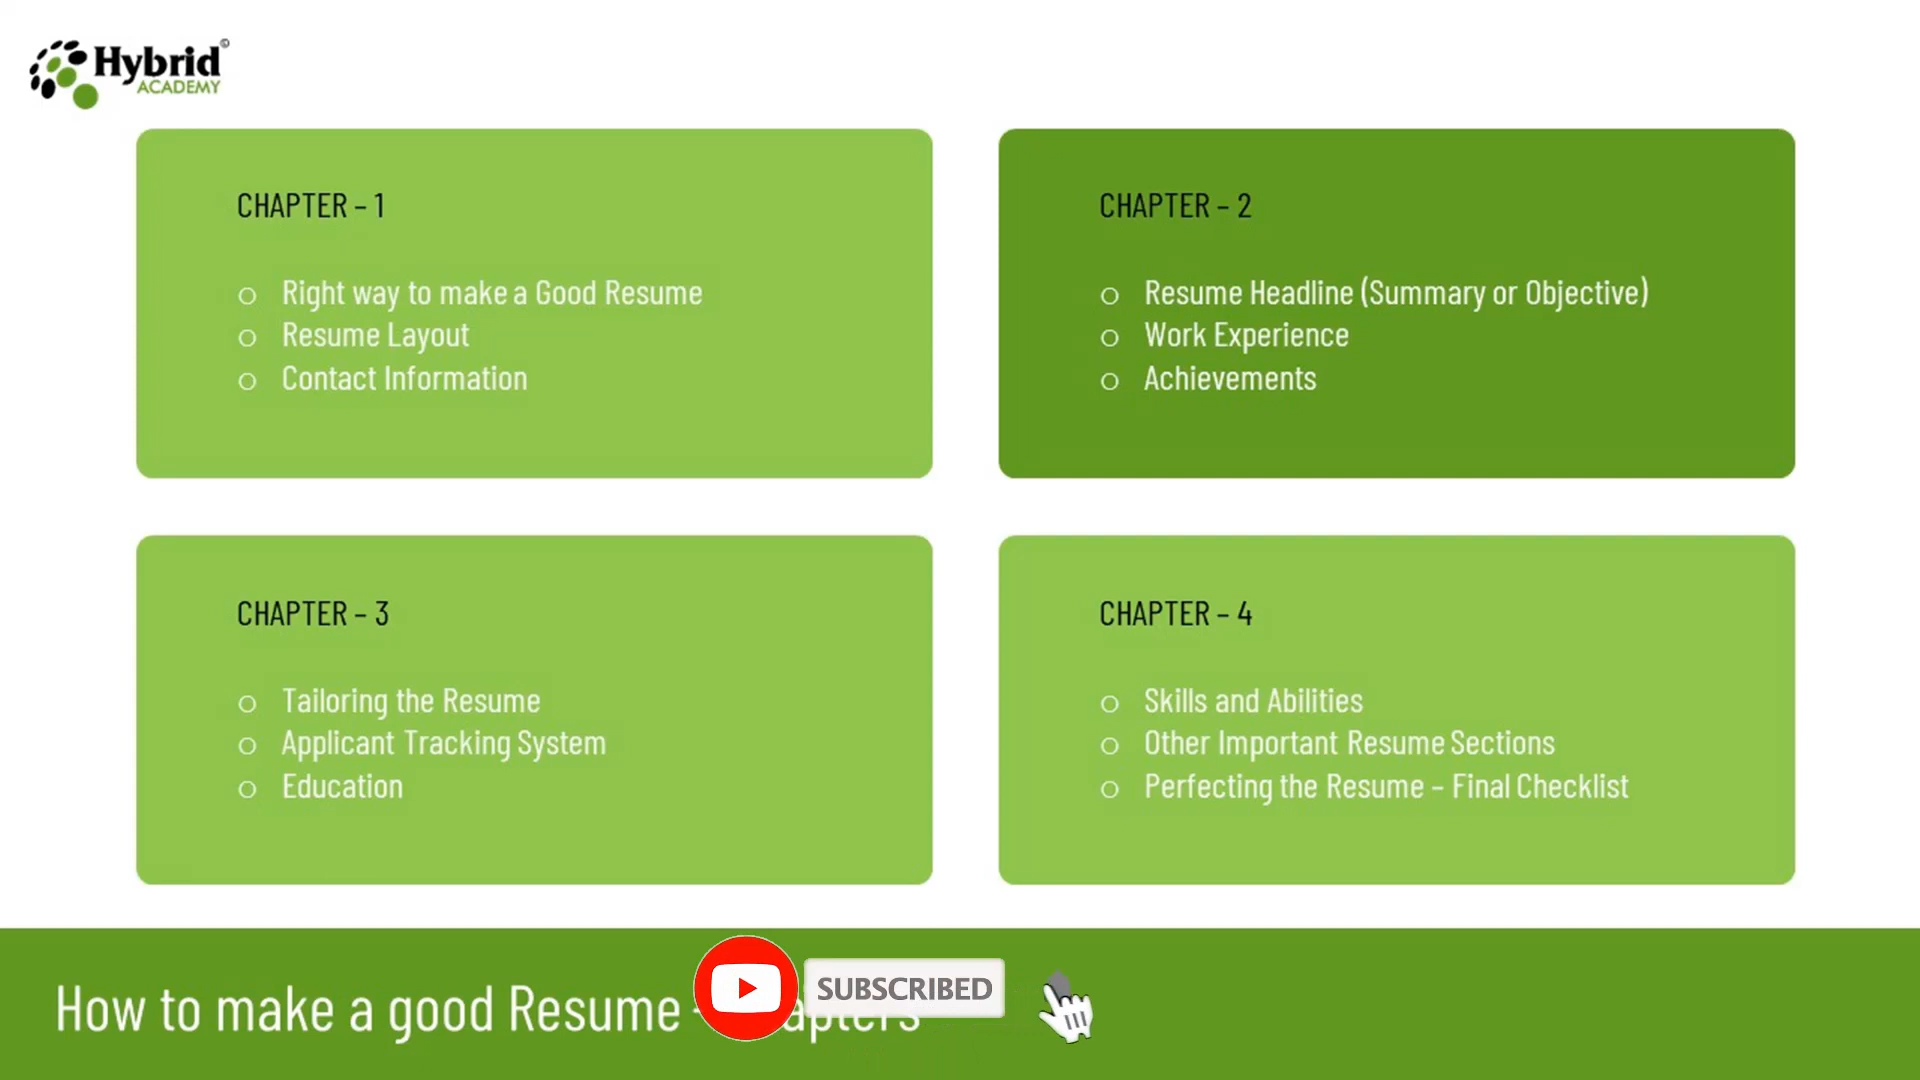 Hybrid©
ACADEMY
CHAPTER – 1
o Right way to make a Good Resume
o Resume Layout
o Contact Information
CHAPTER – 2
o Resume Headline (Summary or Objective)
o Work Experience
o Achievements
CHAPTER – 3
o Tailoring the Resume
o Applicant Tracking System
o Education
CHAPTER – 4
o Skills and Abilities
o Other Important Resume Sections
o Perfecting the Resume – Final Checklist
How to make a good Resume
SUBSCRIBED